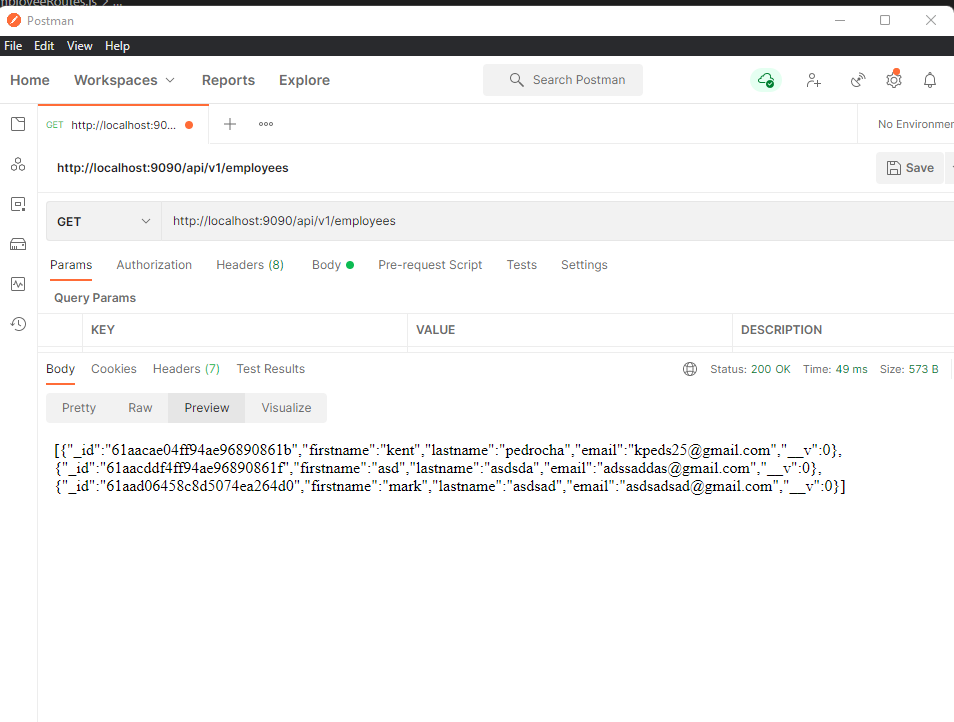 mployeeRoutes.js > ...
Postman
File Edit View Help
Home Workspaces Reports Explore Search Postman
GET http://localhost:90... No Environmen
http://localhost:9090/api/v1/employees Save
GET http://localhost:9090/api/v1/employees
Params Authorization Headers (8) Body Pre-request Script Tests Settings
Query Params
KEY VALUE DESCRIPTION
Body Cookies Headers (7) Test Results Status: 200 OK Time: 49 ms Size: 573 B
Pretty Raw Preview Visualize
[{"_id":"61aacae04ff94ae96890861b","firstname":"kent","lastname":"pedrocha","email":"kpeds25@gmail.com","__v":0},
{"_id":"61aacddf4ff94ae96890861f","firstname":"asd","lastname":"asdsda","email":"adssaddas@gmail.com","__v":0},
{"_id":"61aad06458c8d5074ea264d0","firstname":"mark","lastname":"asdsad","email":"asdsadsad@gmail.com","__v":0}]